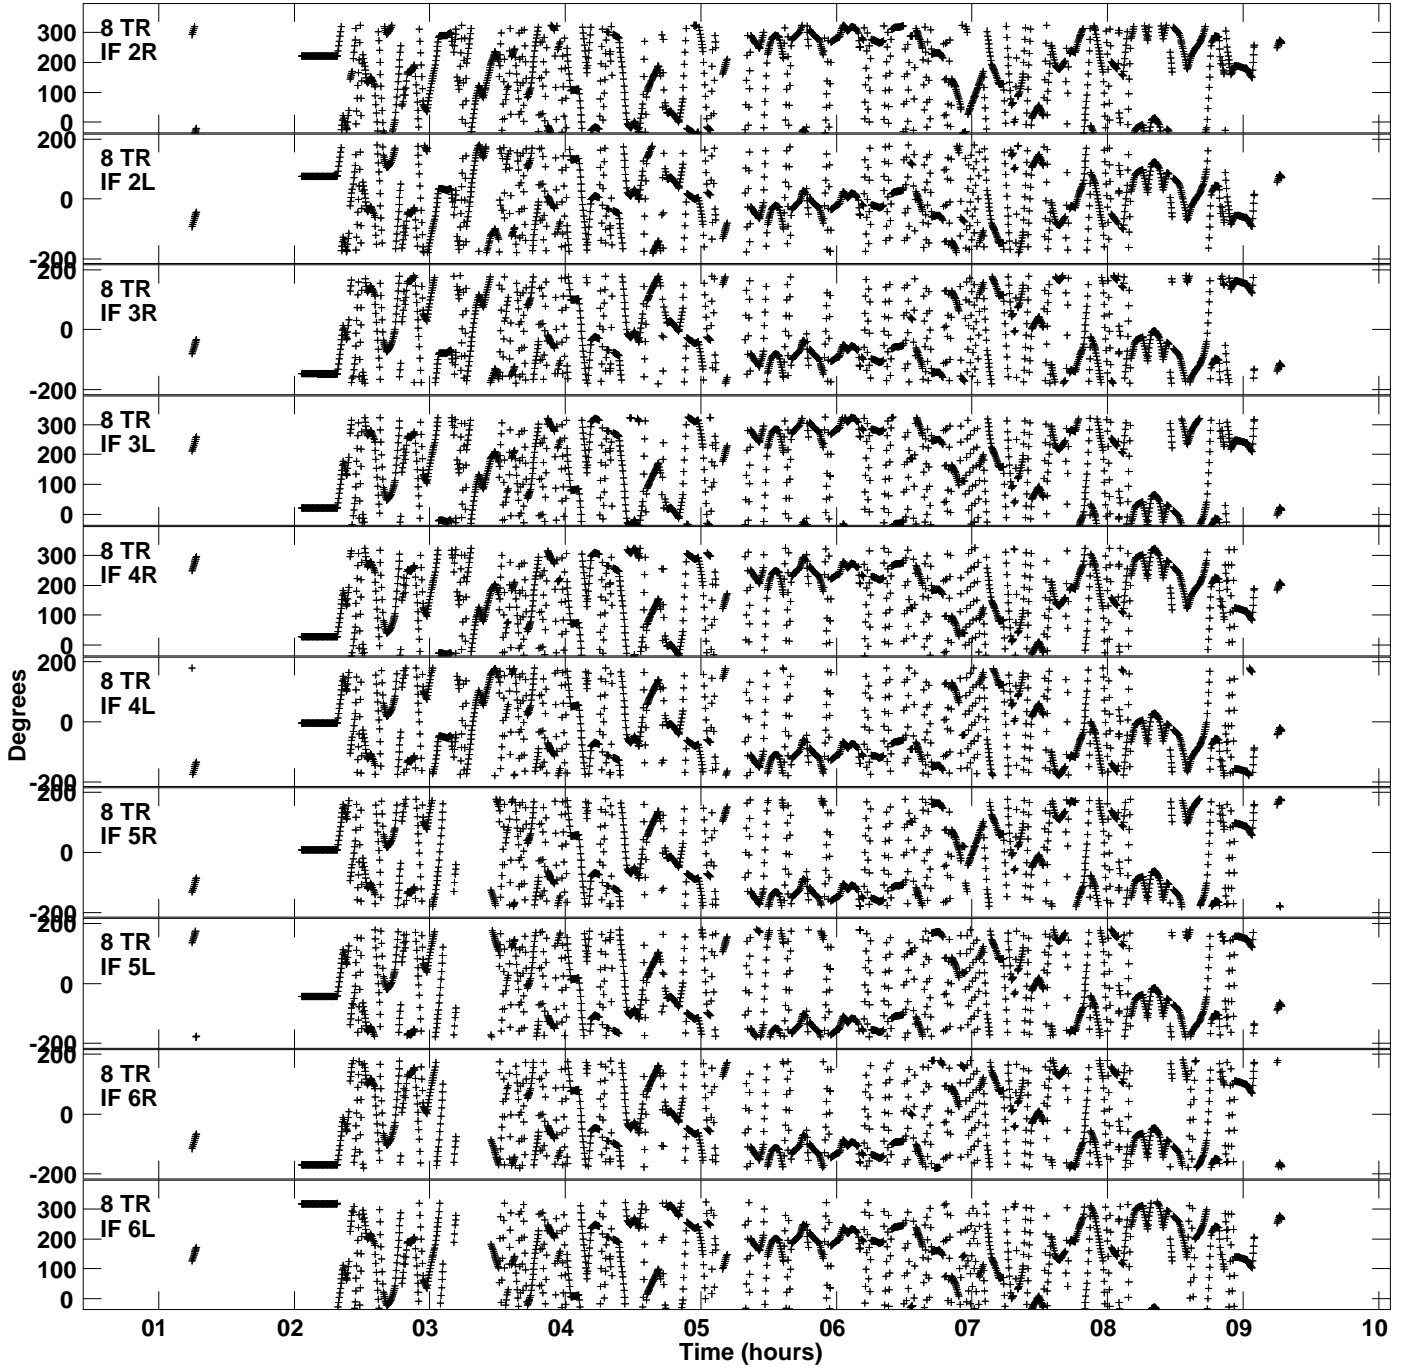 8 TR
IF 2R
300
200
100
0
8 TR
IF 2L
200
0
-200
8 TR
IF 3R
200
0
-200
8 TR
IF 3L
300
200
100
0
8 TR
IF 4R
300
200
100
0
8 TR
IF 4L
200
0
-200
8 TR
IF 5R
200
0
-200
8 TR
IF 5L
200
0
-200
8 TR
IF 6R
200
0
-200
8 TR
IF 6L
300
200
100
0
Degrees
01 02 03 04 05 06 07 08 09 10
Time (hours)